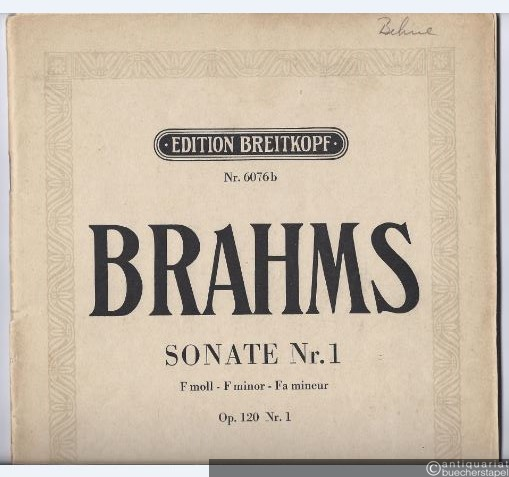 Behne
· EDITION BREITKOPF ·
Nr. 6076b
BRAHMS
SONATE Nr. 1
F moll - F minor - Fa mineur
Op. 120 Nr. 1
antiquariat
buecherstapel